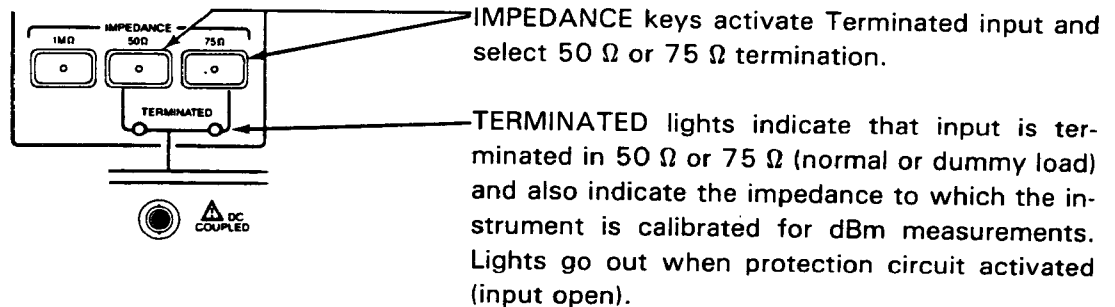 IMPEDANCE
1MΩ 50Ω 75Ω
TERMINATED
DC
COUPLED
IMPEDANCE keys activate Terminated input and
select 50 Ω or 75 Ω termination.
TERMINATED lights indicate that input is ter-
minated in 50 Ω or 75 Ω (normal or dummy load)
and also indicate the impedance to which the in-
strument is calibrated for dBm measurements.
Lights go out when protection circuit activated
(input open).